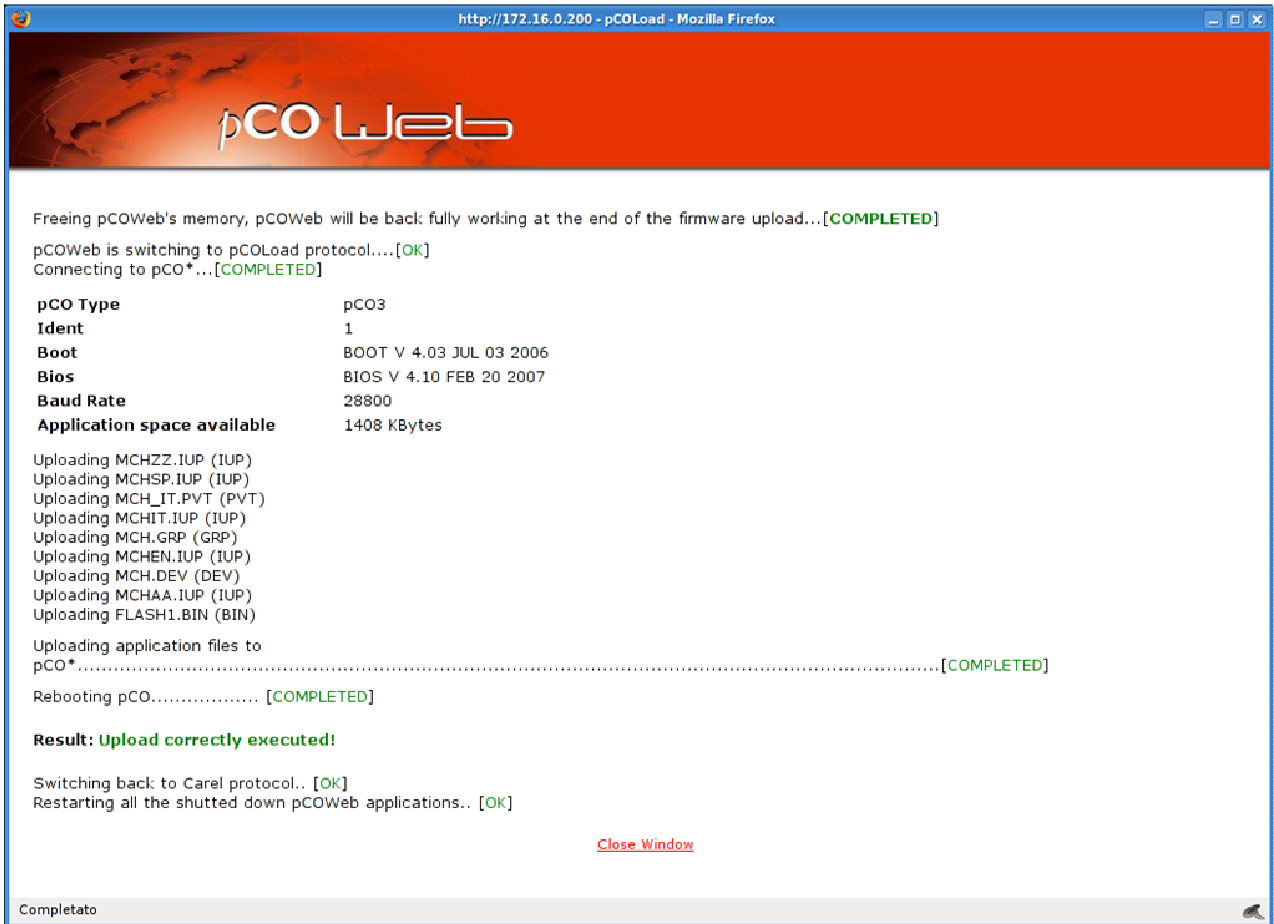 http://172.16.0.200 - pCOLoad - Mozilla Firefox
pCO Web
Freeing pCOWeb's memory, pCOWeb will be back fully working at the end of the firmware upload...[COMPLETED]
pCOWeb is switching to pCOLoad protocol....[OK]
Connecting to pCO*...[COMPLETED]
pCO Type pCO3
Ident 1
Boot BOOT V 4.03 JUL 03 2006
Bios BIOS V 4.10 FEB 20 2007
Baud Rate 28800
Application space available 1408 KBytes
Uploading MCHZZ.IUP (IUP)
Uploading MCHSP.IUP (IUP)
Uploading MCH_IT.PVT (PVT)
Uploading MCHIT.IUP (IUP)
Uploading MCH.GRP (GRP)
Uploading MCHEN.IUP (IUP)
Uploading MCH.DEV (DEV)
Uploading MCHAA.IUP (IUP)
Uploading FLASH1.BIN (BIN)
Uploading application files to
pCO*................................................................................................................................................[COMPLETED]
Rebooting pCO.................. [COMPLETED]
Result: Upload correctly executed!
Switching back to Carel protocol.. [OK]
Restarting all the shutted down pCOWeb applications.. [OK]
Close Window
Completato